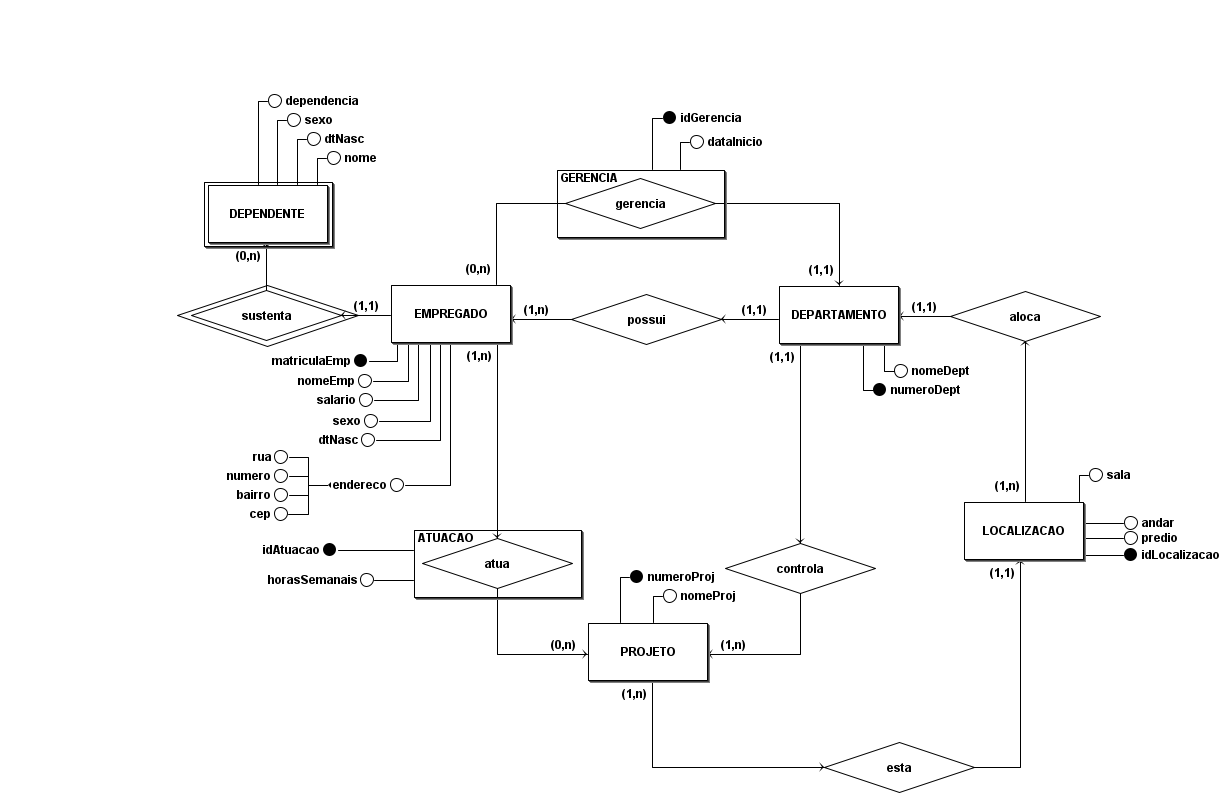 dependencia
sexo
dtNasc
nome
DEPENDENTE
(0,n)
sustenta
(1,1)
idGerencia
dataInicio
GERENCIA
gerencia
(0,n)
(1,1)
EMPREGADO
(1,n)
possui
(1,1)
DEPARTAMENTO
(1,1)
aloca
(1,n)
(1,1)
matriculaEmp
nomeEmp
salario
sexo
dtNasc
endereco
rua
numero
bairro
cep
nomeDept
numeroDept
(1,n)
sala
LOCALIZACAO
andar
predio
idLocalizacao
(1,1)
ATUACAO
atua
idAtuacao
horasSemanais
controla
numeroProj
nomeProj
(0,n)
PROJETO
(1,n)
(1,n)
esta